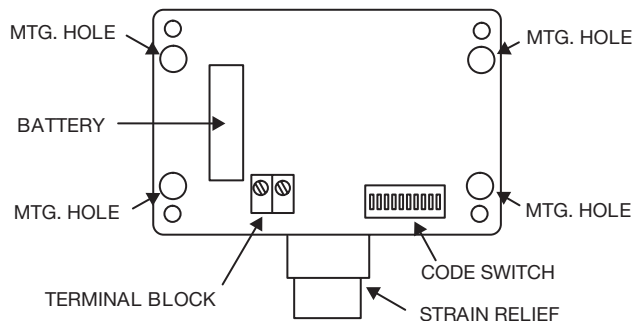 MTG. HOLE
MTG. HOLE
BATTERY
MTG. HOLE
MTG. HOLE
CODE SWITCH
TERMINAL BLOCK
STRAIN RELIEF